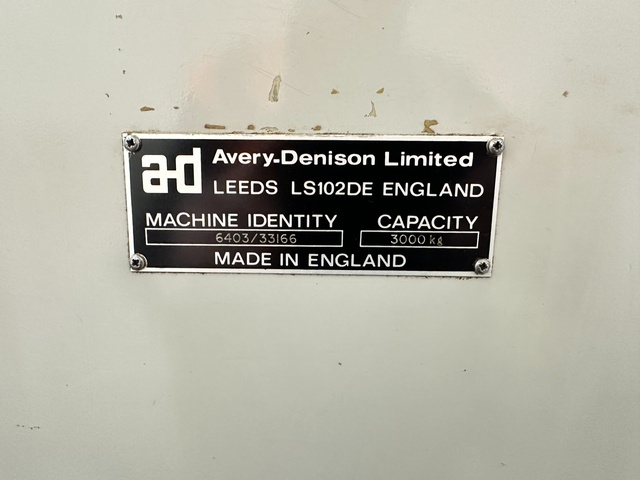 a-d Avery-Denison Limited
LEEDS LS102DE ENGLAND
MACHINE IDENTITY CAPACITY
6403/33166 3000 kg
MADE IN ENGLAND